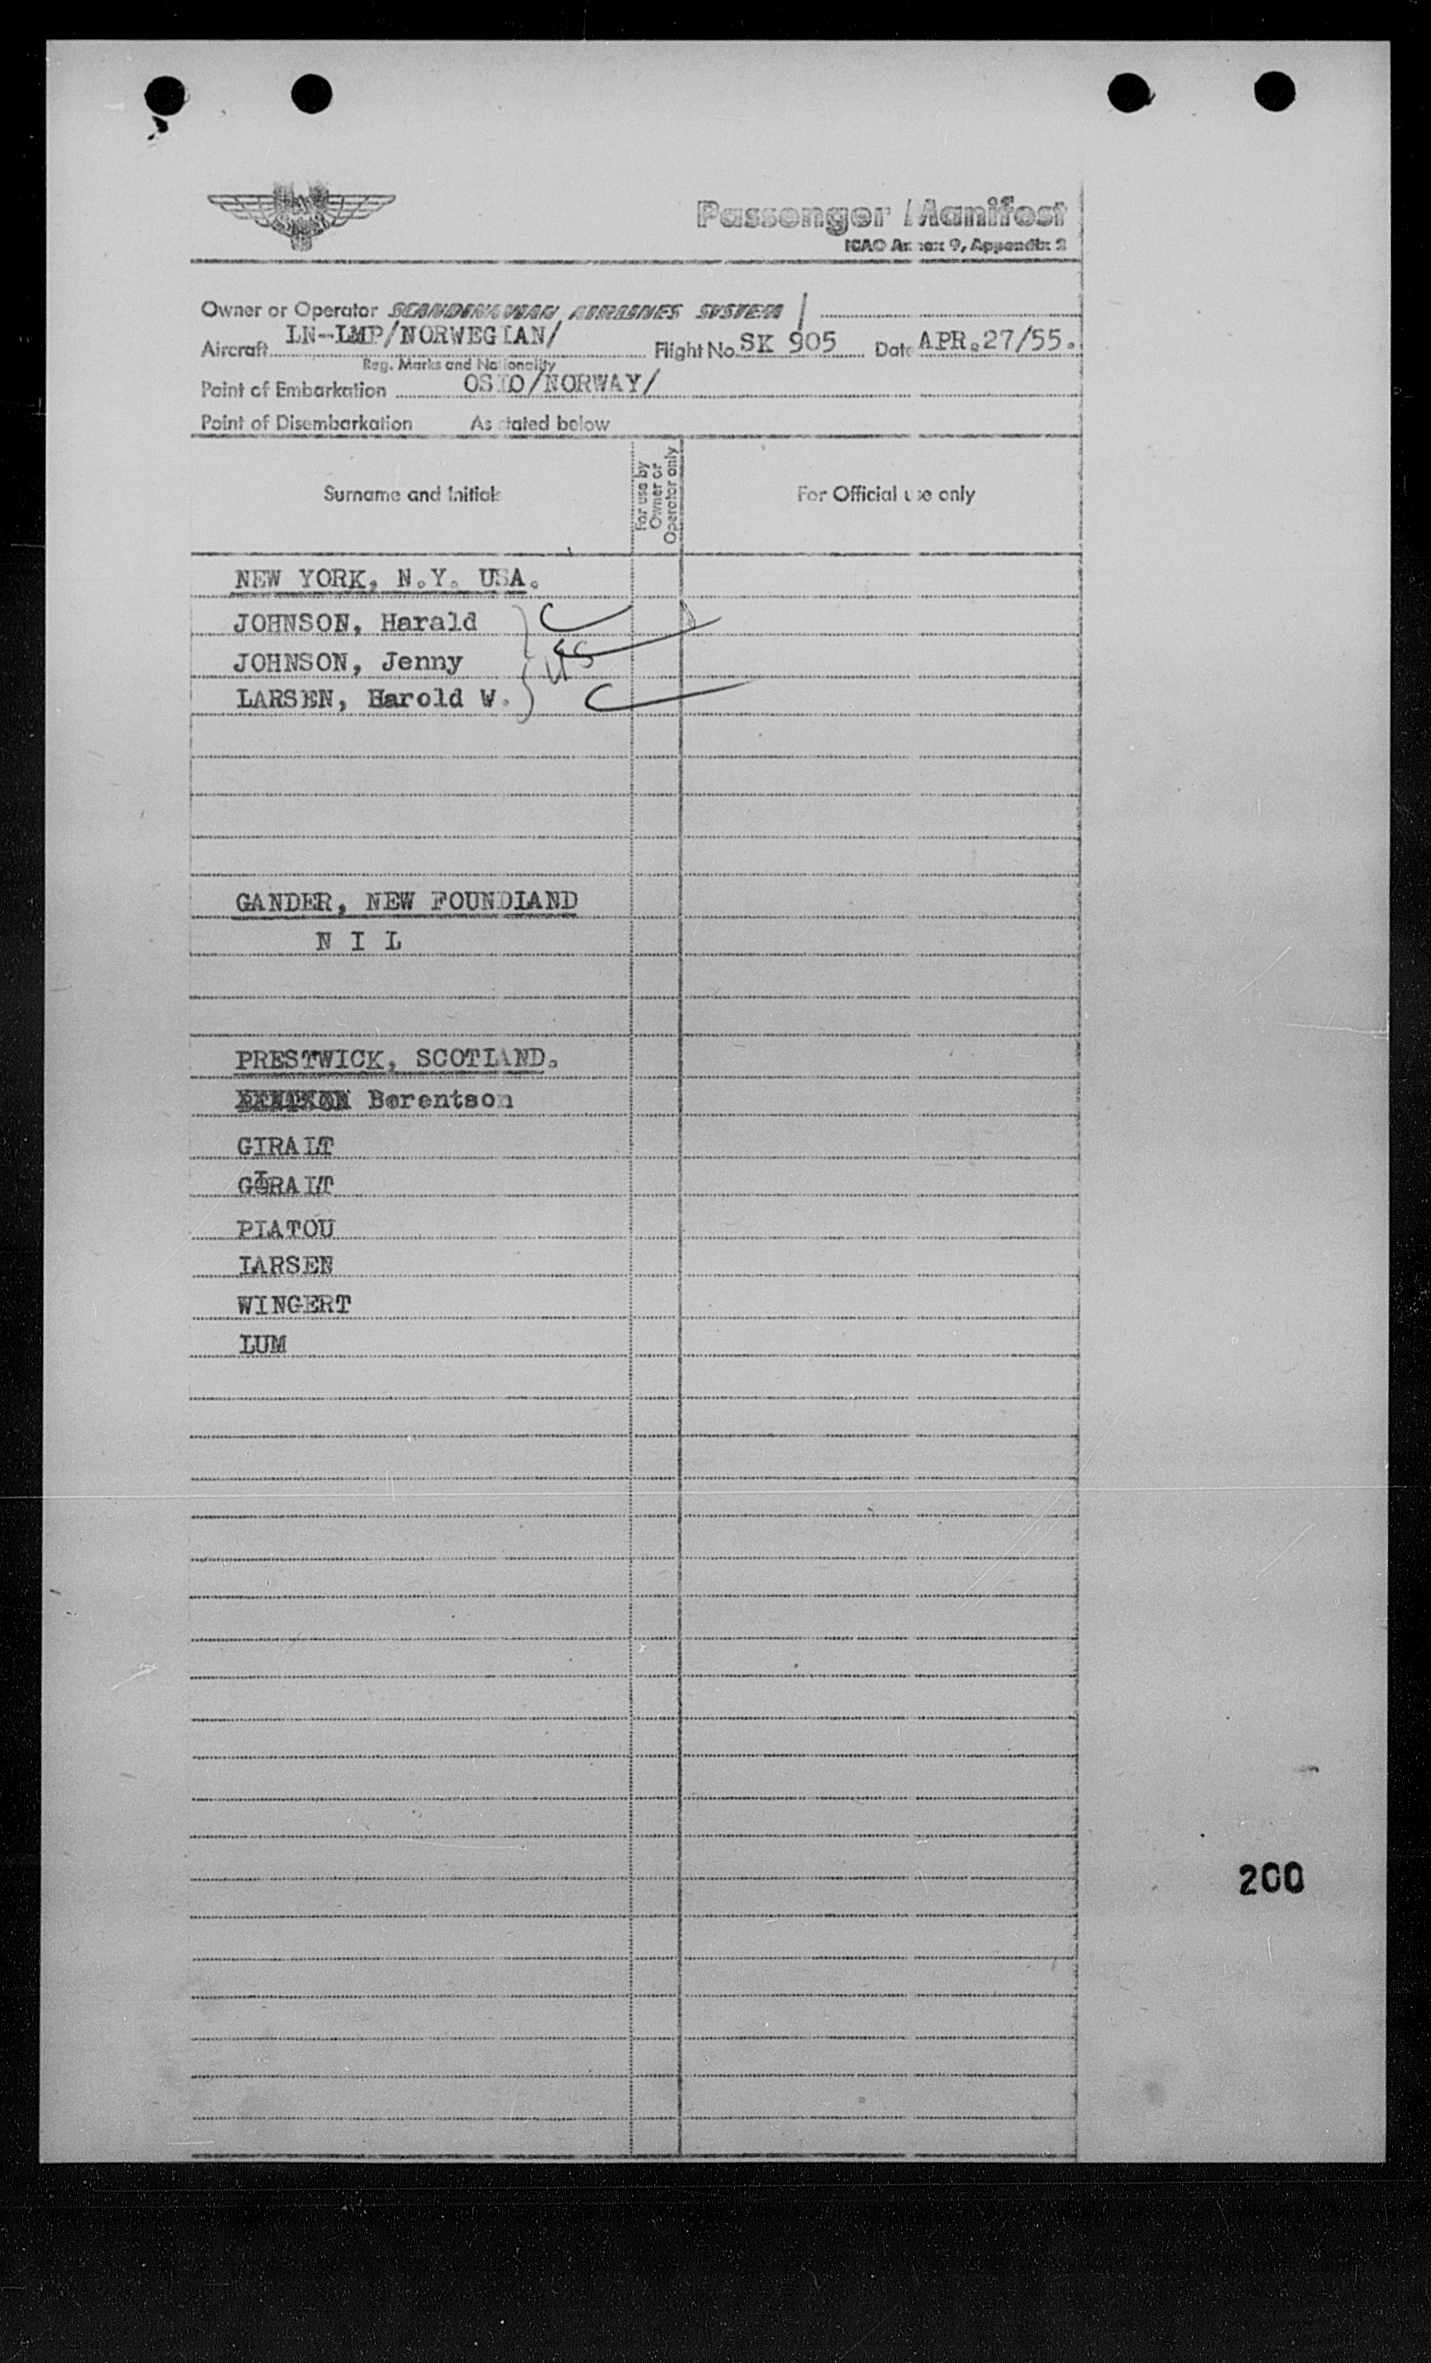 Passenger Manifest
ICAO Annex 9, Appendix 2
Owner or Operator SCANDINAVIAN AIRLINES SYSTEM
Aircraft LN-LMP/NORWEGIAN/ Flight No. SK 905 Date APR. 27/55.
Reg. Marks and Nationality
Point of Embarkation OSLO/NORWAY/
Point of Disembarkation As stated below
Surname and Initials
For use by
Owner or
Operator only
For Official use only
NEW YORK, N.Y. USA.
JOHNSON, Harald
JOHNSON, Jenny
US
LARSEN, Harold W.
GANDER, NEW FOUNDLAND
N I L
PRESTWICK, SCOTLAND.
Berentson
GIRALT
GIRALT
PLATOU
LARSEN
WINGERT
LUM
200